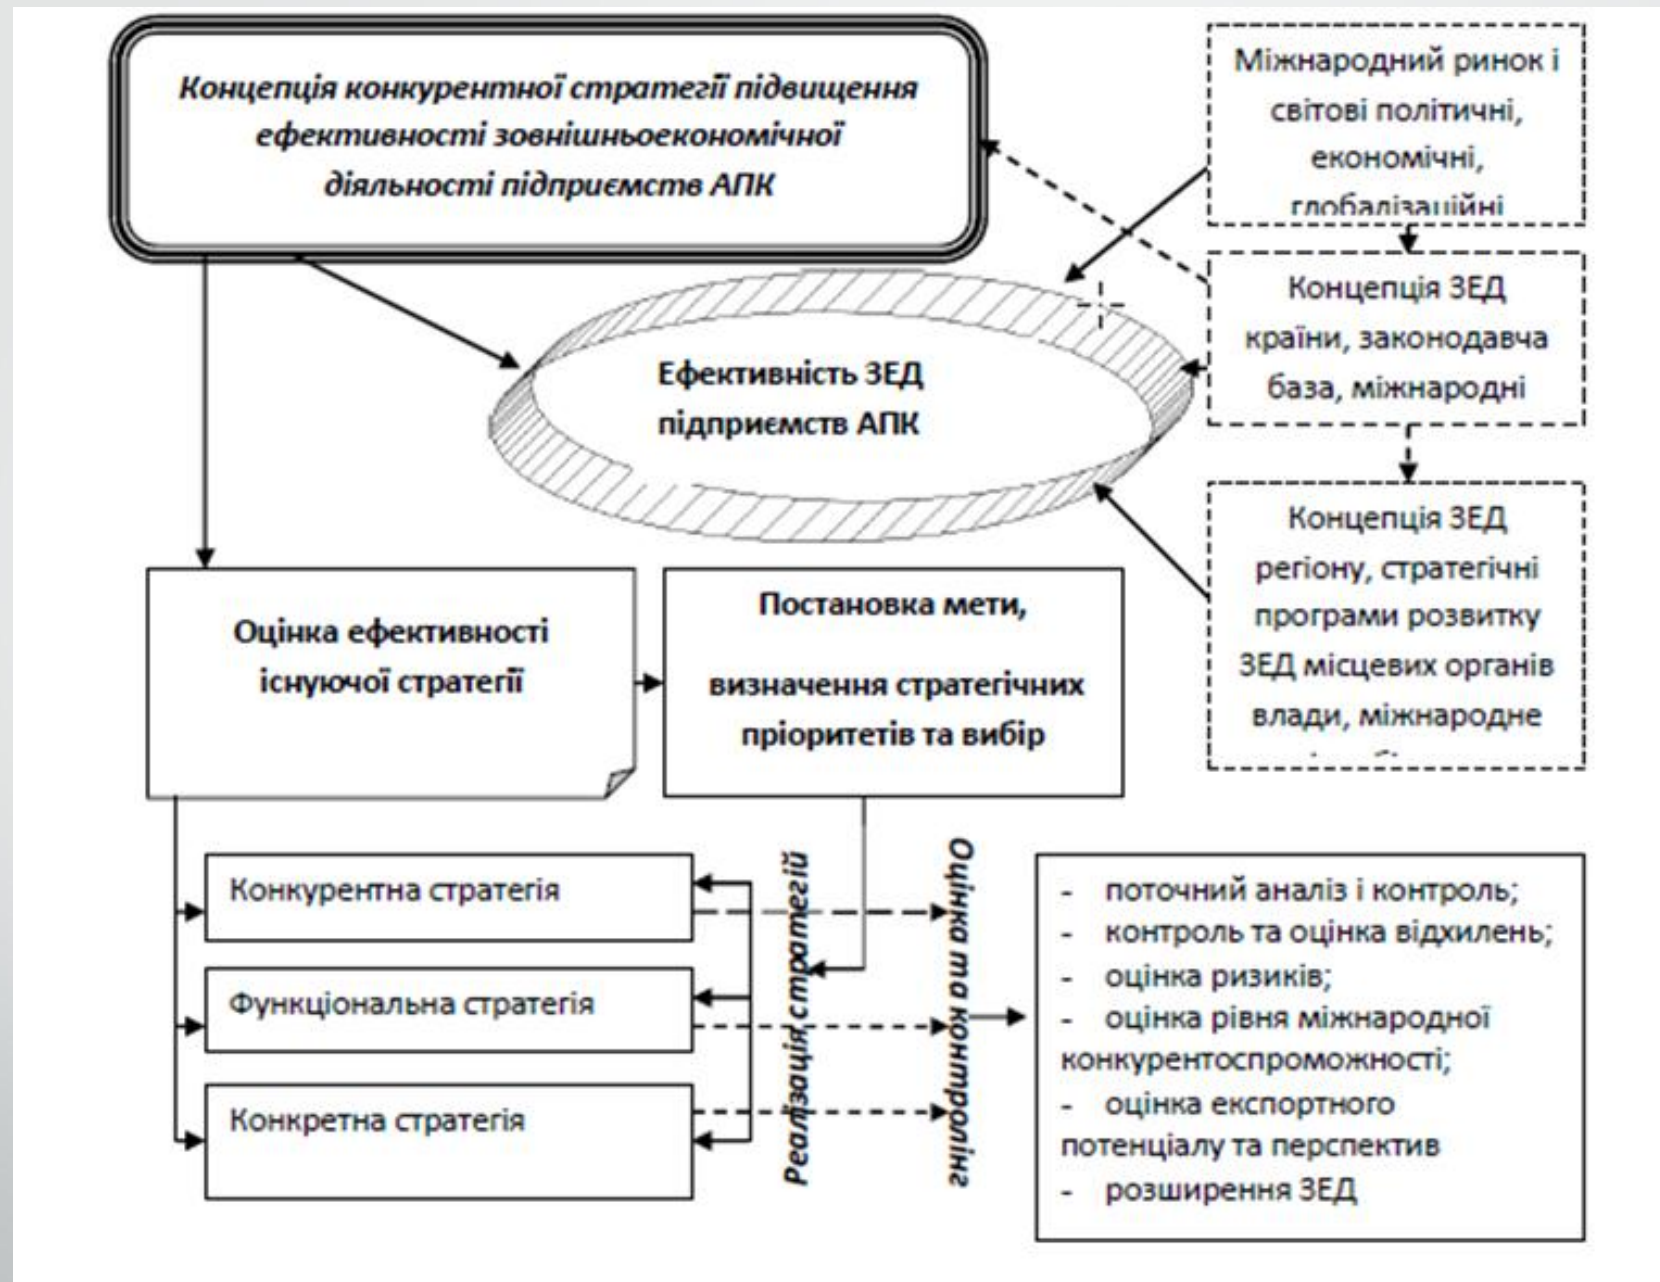 Концепція конкурентної стратегії підвищення
ефективності зовнішньоекономічної
діяльності підприємств АПК
Міжнародний ринок і
світові політичні,
економічні,
глобалізаційні
Концепція ЗЕД
країни, законодавча
база, міжнародні
Ефективність ЗЕД
підприємств АПК
Концепція ЗЕД
регіону, стратегічні
програми розвитку
ЗЕД місцевих органів
влади, міжнародне
Оцінка ефективності
існуючої стратегії
Постановка мети,
визначення стратегічних
пріоритетів та вибір
Конкурентна стратегія
Функціональна стратегія
Конкретна стратегія
Реалізація стратегій
Оцінка та контролінг
- поточний аналіз і контроль;
- контроль та оцінка відхилень;
- оцінка ризиків;
- оцінка рівня міжнародної
конкурентоспроможності;
- оцінка експортного
потенціалу та перспектив
- розширення ЗЕД